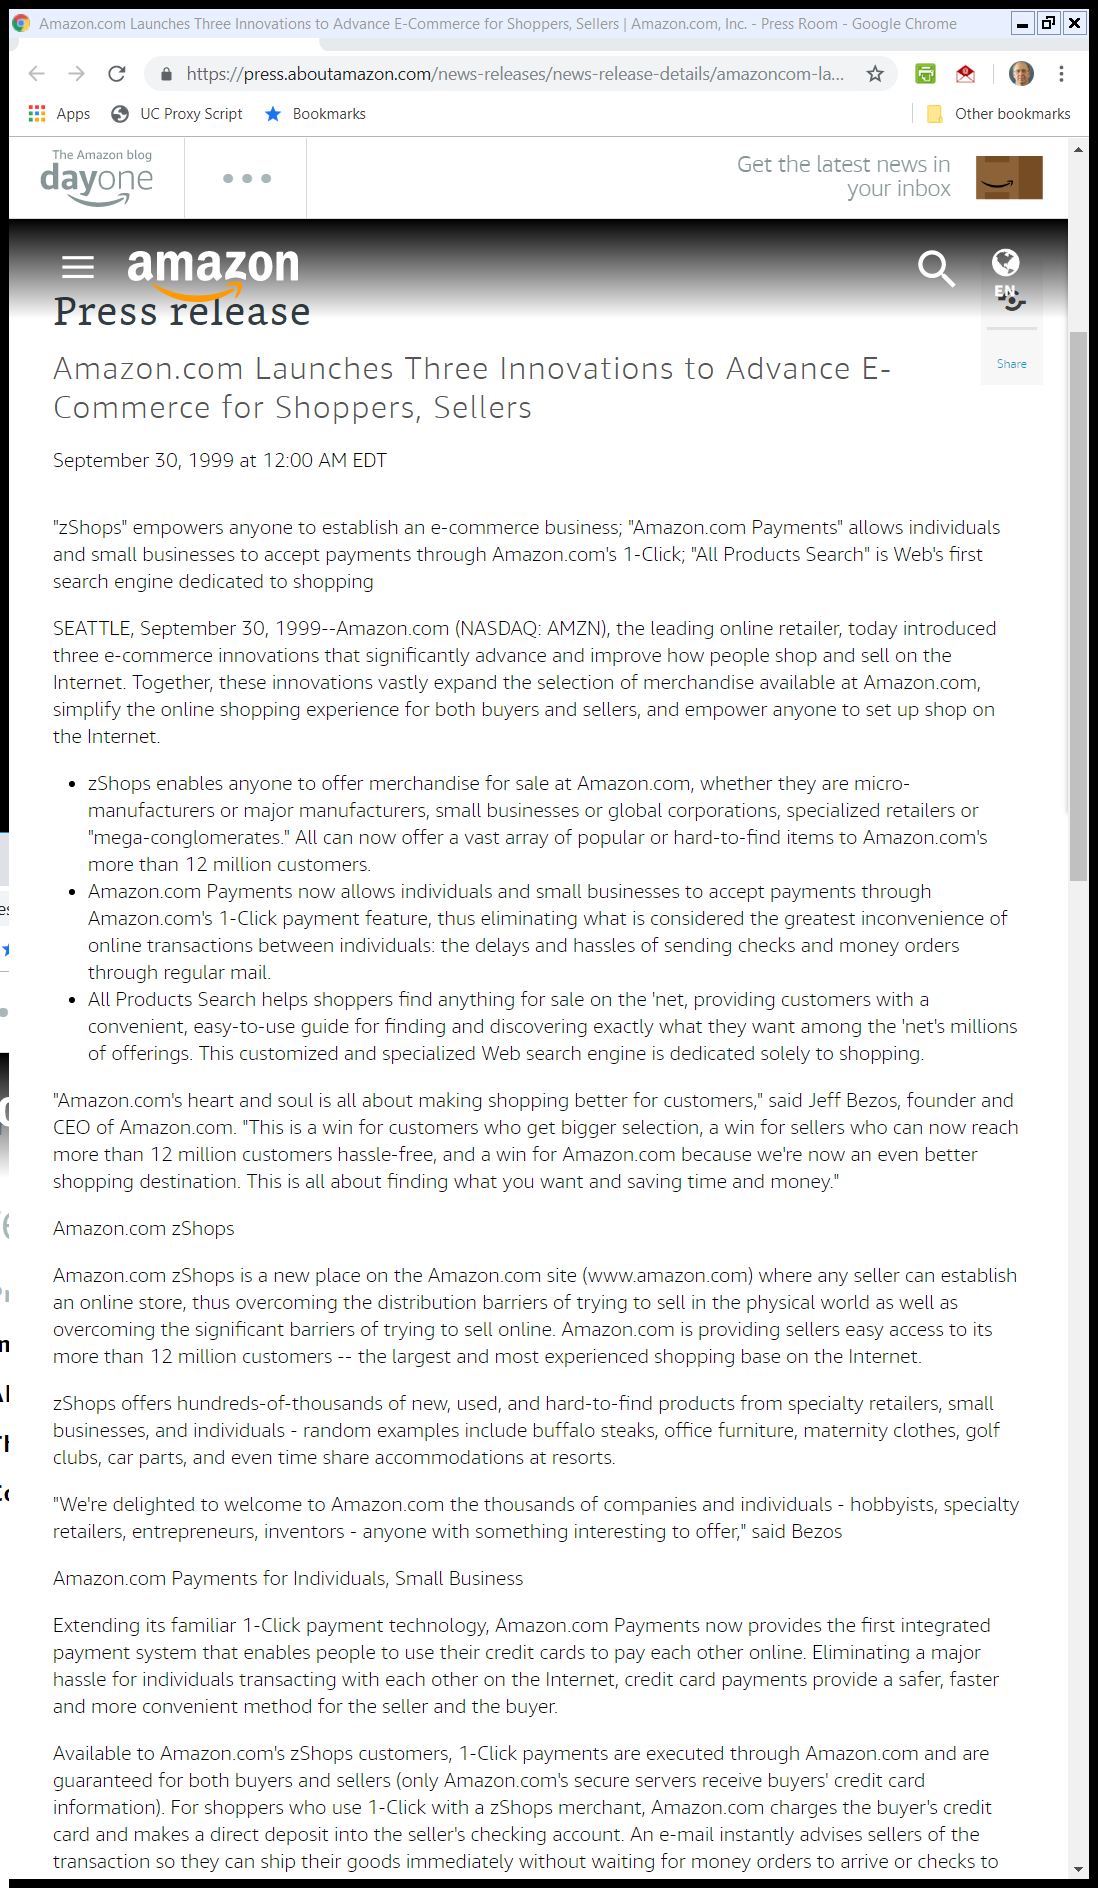 Amazon.com Launches Three Innovations to Advance E-Commerce for Shoppers, Sellers | Amazon.com, Inc. - Press Room - Google Chrome
https://press.aboutamazon.com/news-releases/news-release-details/amazoncom-la...
Apps UC Proxy Script Bookmarks Other bookmarks
The Amazon blog
dayone
Get the latest news in
your inbox
amazon
EN
Press release
Share
Amazon.com Launches Three Innovations to Advance E-
Commerce for Shoppers, Sellers
September 30, 1999 at 12:00 AM EDT
"zShops" empowers anyone to establish an e-commerce business; "Amazon.com Payments" allows individuals
and small businesses to accept payments through Amazon.com's 1-Click; "All Products Search" is Web's first
search engine dedicated to shopping
SEATTLE, September 30, 1999--Amazon.com (NASDAQ: AMZN), the leading online retailer, today introduced
three e-commerce innovations that significantly advance and improve how people shop and sell on the
Internet. Together, these innovations vastly expand the selection of merchandise available at Amazon.com,
simplify the online shopping experience for both buyers and sellers, and empower anyone to set up shop on
the Internet.
• zShops enables anyone to offer merchandise for sale at Amazon.com, whether they are micro-
manufacturers or major manufacturers, small businesses or global corporations, specialized retailers or
"mega-conglomerates." All can now offer a vast array of popular or hard-to-find items to Amazon.com's
more than 12 million customers.
• Amazon.com Payments now allows individuals and small businesses to accept payments through
Amazon.com's 1-Click payment feature, thus eliminating what is considered the greatest inconvenience of
online transactions between individuals: the delays and hassles of sending checks and money orders
through regular mail.
• All Products Search helps shoppers find anything for sale on the 'net, providing customers with a
convenient, easy-to-use guide for finding and discovering exactly what they want among the 'net's millions
of offerings. This customized and specialized Web search engine is dedicated solely to shopping.
"Amazon.com's heart and soul is all about making shopping better for customers," said Jeff Bezos, founder and
CEO of Amazon.com. "This is a win for customers who get bigger selection, a win for sellers who can now reach
more than 12 million customers hassle-free, and a win for Amazon.com because we're now an even better
shopping destination. This is all about finding what you want and saving time and money."
Amazon.com zShops
Amazon.com zShops is a new place on the Amazon.com site (www.amazon.com) where any seller can establish
an online store, thus overcoming the distribution barriers of trying to sell in the physical world as well as
overcoming the significant barriers of trying to sell online. Amazon.com is providing sellers easy access to its
more than 12 million customers -- the largest and most experienced shopping base on the Internet.
zShops offers hundreds-of-thousands of new, used, and hard-to-find products from specialty retailers, small
businesses, and individuals - random examples include buffalo steaks, office furniture, maternity clothes, golf
clubs, car parts, and even time share accommodations at resorts.
"We're delighted to welcome to Amazon.com the thousands of companies and individuals - hobbyists, specialty
retailers, entrepreneurs, inventors - anyone with something interesting to offer," said Bezos
Amazon.com Payments for Individuals, Small Business
Extending its familiar 1-Click payment technology, Amazon.com Payments now provides the first integrated
payment system that enables people to use their credit cards to pay each other online. Eliminating a major
hassle for individuals transacting with each other on the Internet, credit card payments provide a safer, faster
and more convenient method for the seller and the buyer.
Available to Amazon.com's zShops customers, 1-Click payments are executed through Amazon.com and are
guaranteed for both buyers and sellers (only Amazon.com's secure servers receive buyers' credit card
information). For shoppers who use 1-Click with a zShops merchant, Amazon.com charges the buyer's credit
card and makes a direct deposit into the seller's checking account. An e-mail instantly advises sellers of the
transaction so they can ship their goods immediately without waiting for money orders to arrive or checks to